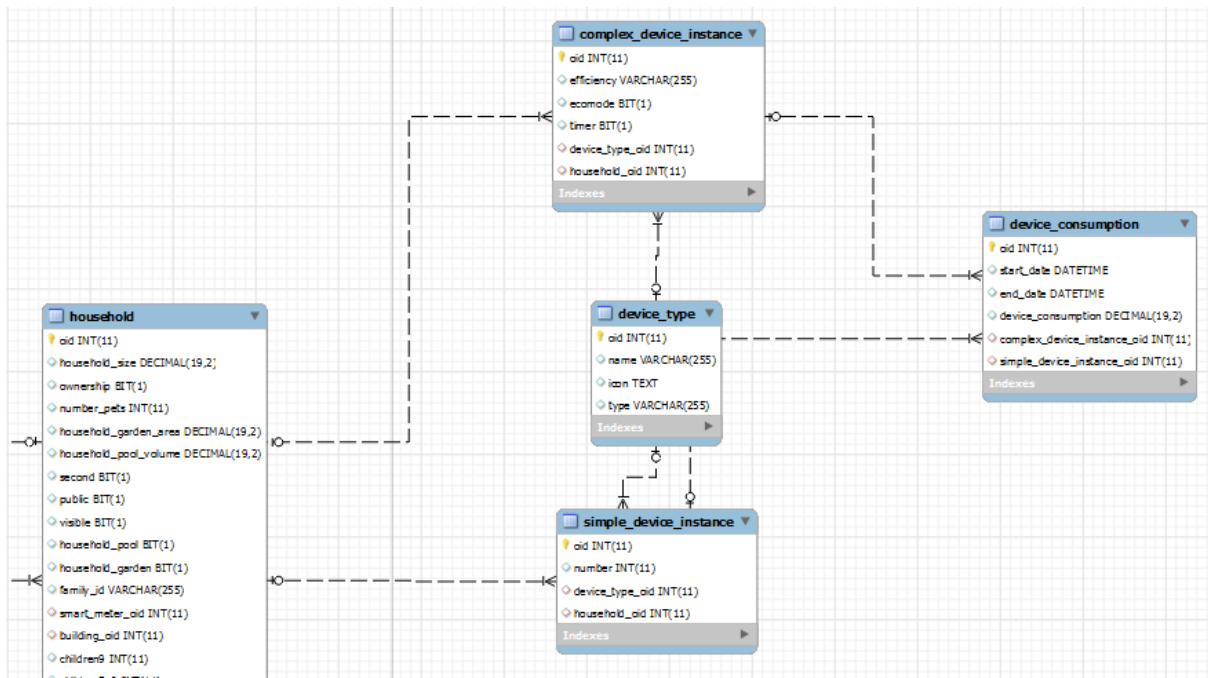 complex_device_instance
oid INT(11)
efficiency VARCHAR(255)
ecomode BIT(1)
timer BIT(1)
device_type_oid INT(11)
household_oid INT(11)
Indexes
device_consumption
oid INT(11)
start_date DATETIME
end_date DATETIME
device_consumption DECIMAL(19,2)
complex_device_instance_oid INT(11)
simple_device_instance_oid INT(11)
Indexes
household
oid INT(11)
household_size DECIMAL(19,2)
ownership BIT(1)
number_pets INT(11)
household_garden_area DECIMAL(19,2)
household_pool_volume DECIMAL(19,2)
second BIT(1)
public BIT(1)
visible BIT(1)
household_pool BIT(1)
household_garden BIT(1)
family_id VARCHAR(255)
smart_meter_oid INT(11)
building_oid INT(11)
children9 INT(11)
device_type
oid INT(11)
name VARCHAR(255)
icon TEXT
type VARCHAR(255)
Indexes
simple_device_instance
oid INT(11)
number INT(11)
device_type_oid INT(11)
household_oid INT(11)
Indexes